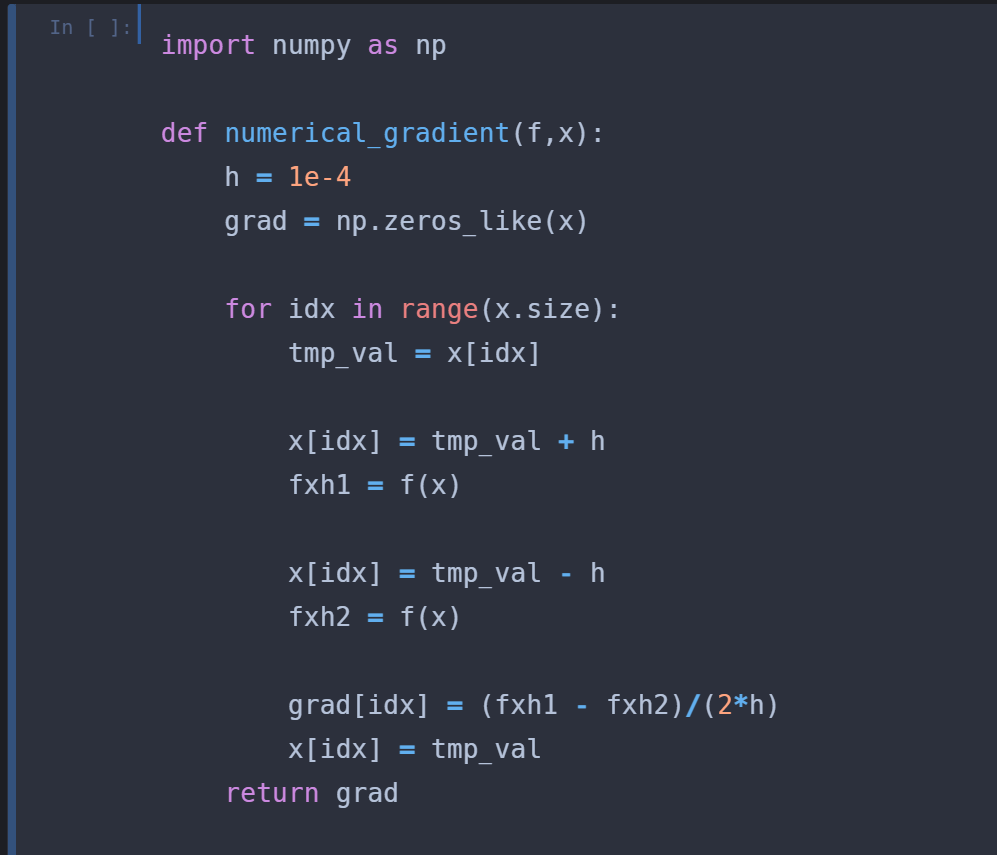 In [ ]:
import numpy as np
def numerical_gradient(f,x):
    h = 1e-4
    grad = np.zeros_like(x)
    for idx in range(x.size):
        tmp_val = x[idx]
        x[idx] = tmp_val + h
        fxh1 = f(x)
        x[idx] = tmp_val - h
        fxh2 = f(x)
        grad[idx] = (fxh1 - fxh2)/(2*h)
        x[idx] = tmp_val
    return grad